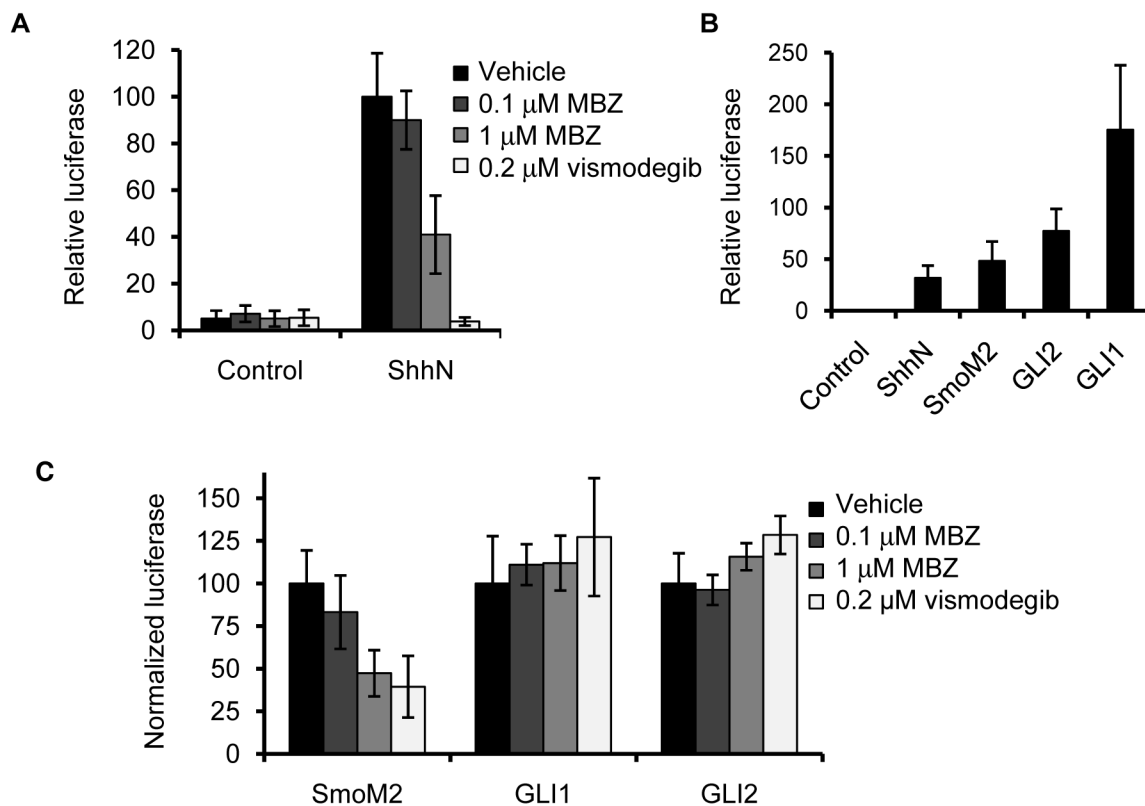 A
Relative luciferase
120
100
80
60
40
20
0
Control
ShhN
Vehicle
0.1 μM MBZ
1 μM MBZ
0.2 μM vismodegib
B
Relative luciferase
250
200
150
100
50
0
Control
ShhN
SmoM2
GLI2
GLI1
C
Normalized luciferase
150
125
100
75
50
25
0
SmoM2
GLI1
GLI2
Vehicle
0.1 μM MBZ
1 μM MBZ
0.2 µM vismodegib